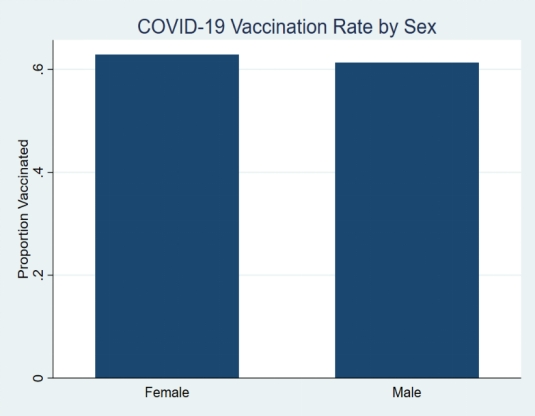 COVID-19 Vaccination Rate by Sex
Proportion Vaccinated
.6
.4
.2
0
Female Male